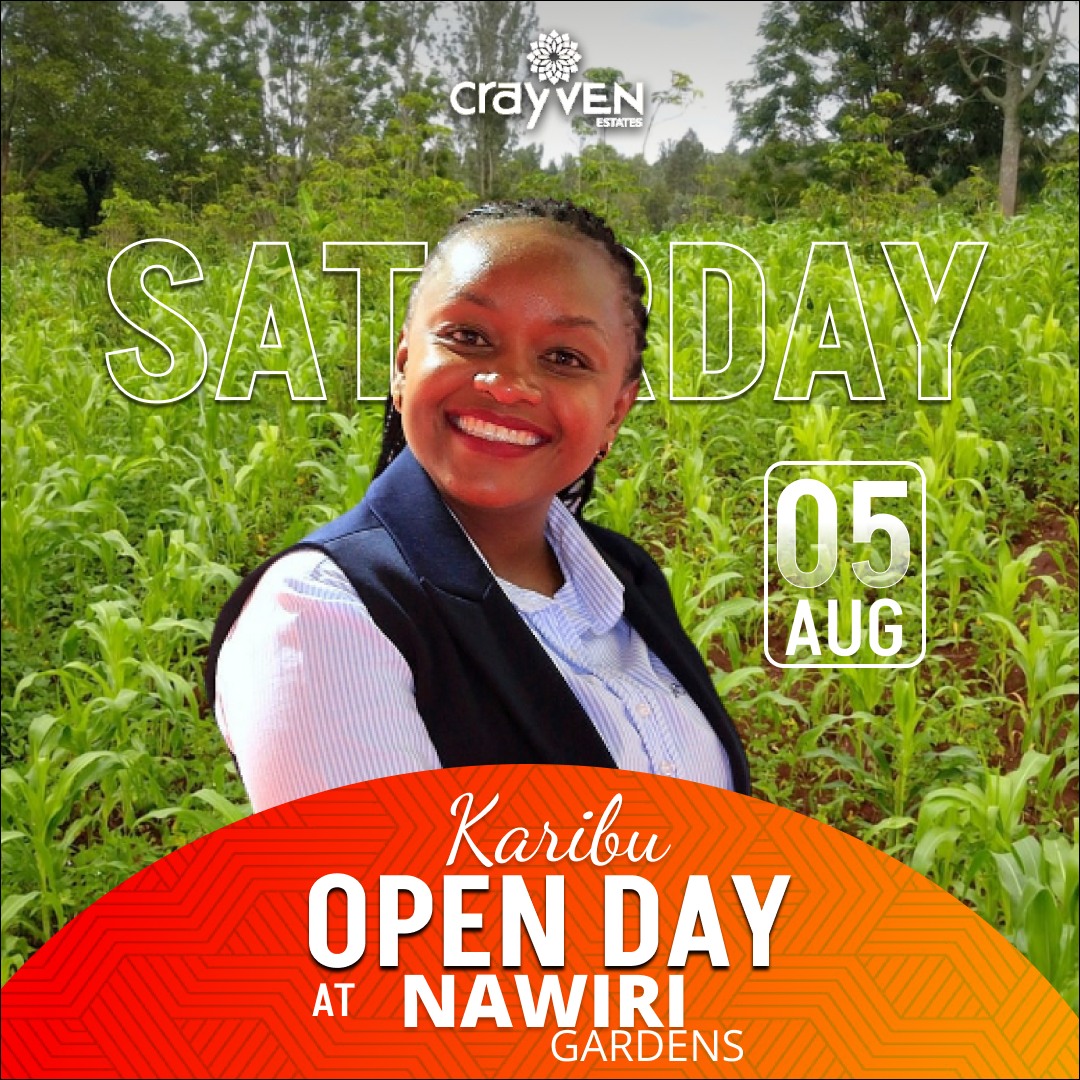 crayVEN
ESTATES
SATURDAY
05
AUG
Karibu
OPEN DAY
AT NAWIRI
GARDENS